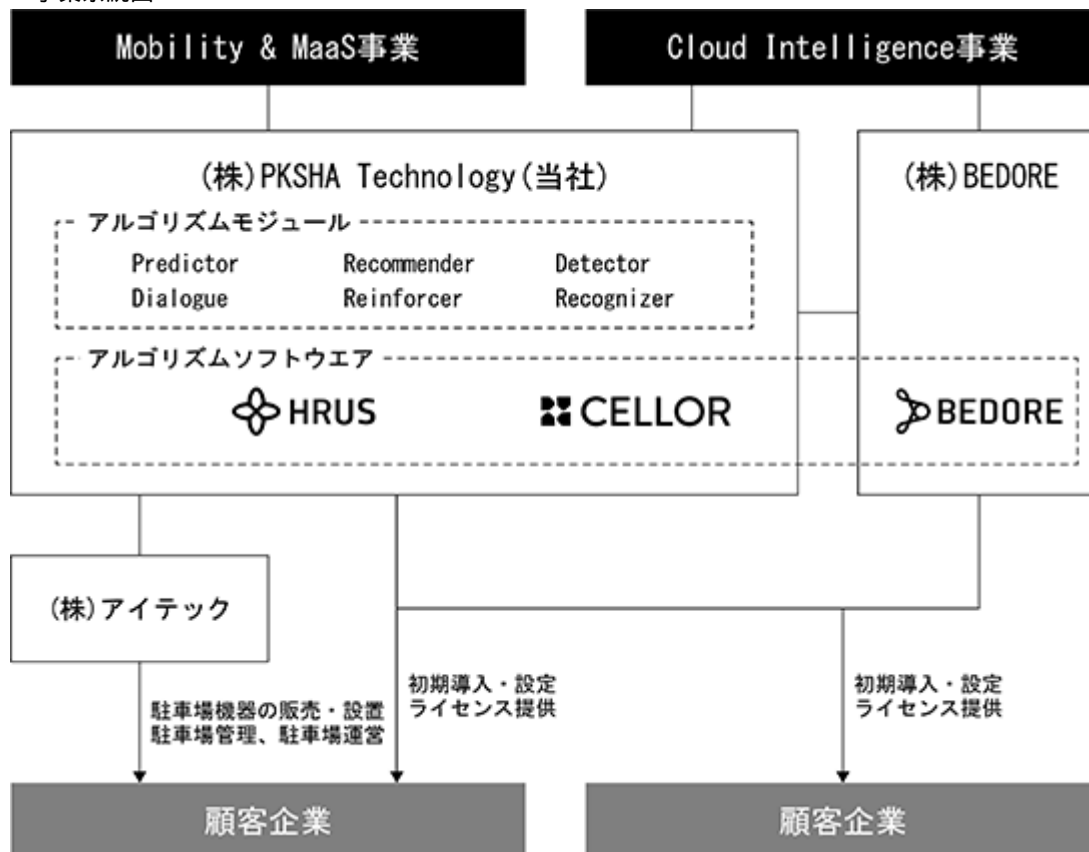 Mobility & MaaS事業
Cloud Intelligence事業
(株)PKSHA Technology(当社)
(株)BEDORE
アルゴリズムモジュール
Predictor Recommender Detector
Dialogue Reinforcer Recognizer
アルゴリズムソフトウエア
HRUS
CELLOR
BEDORE
(株)アイテック
駐車場機器の販売・設置
駐車場管理、駐車場運営
初期導入・設定
ライセンス提供
初期導入・設定
ライセンス提供
顧客企業
顧客企業